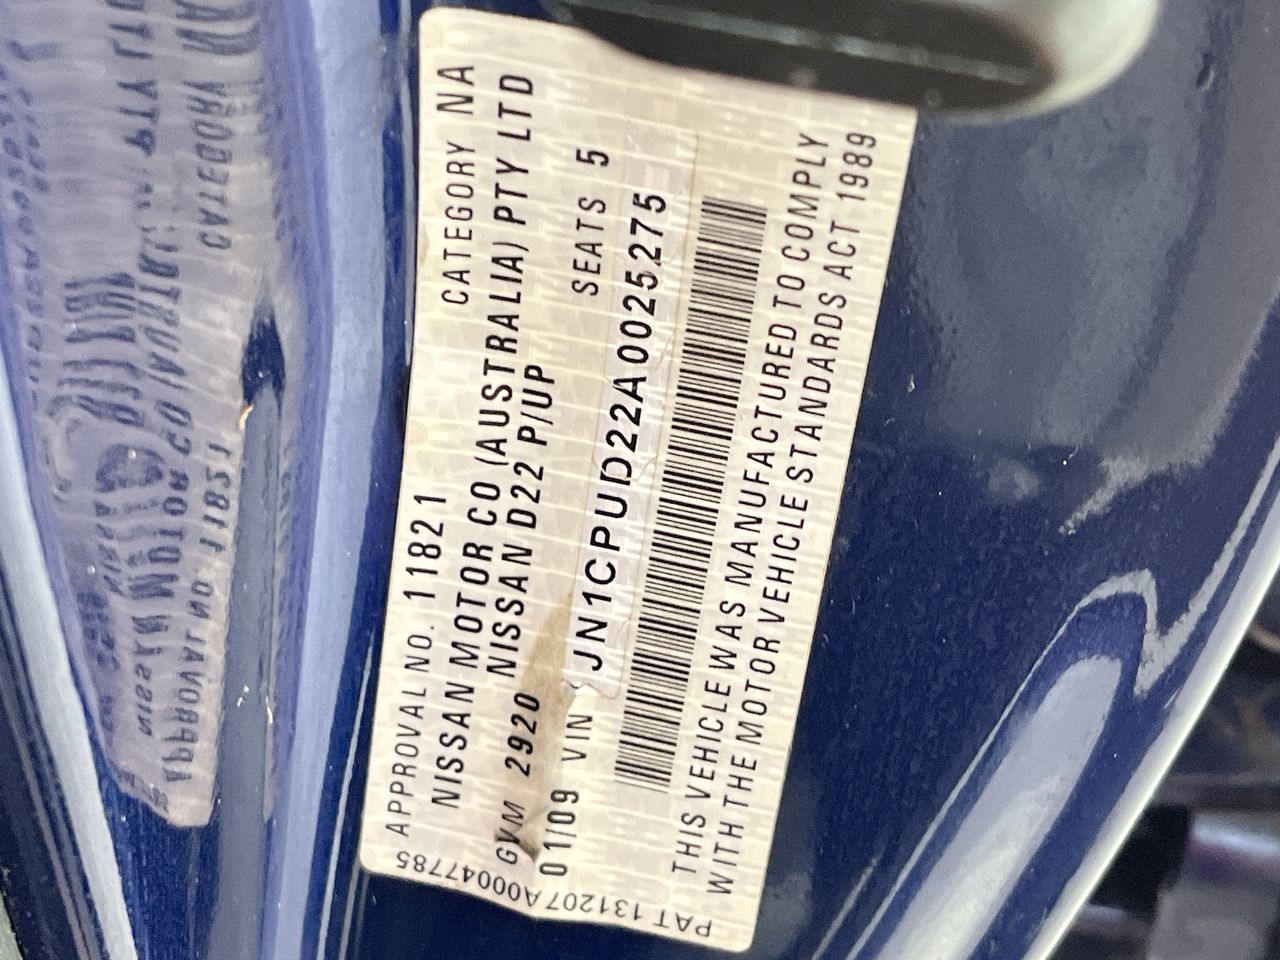 APPROVAL NO. 11821 CATEGORY NA
NISSAN MOTOR CO (AUSTRALIA) PTY LTD
GVM 2920 NISSAN D22 P/UP SEATS 5
01/09 VIN JN1CPUD22A0025275
THIS VEHICLE WAS MANUFACTURED TO COMPLY
WITH THE MOTOR VEHICLE STANDARDS ACT 1989
PAT 131207A00047785